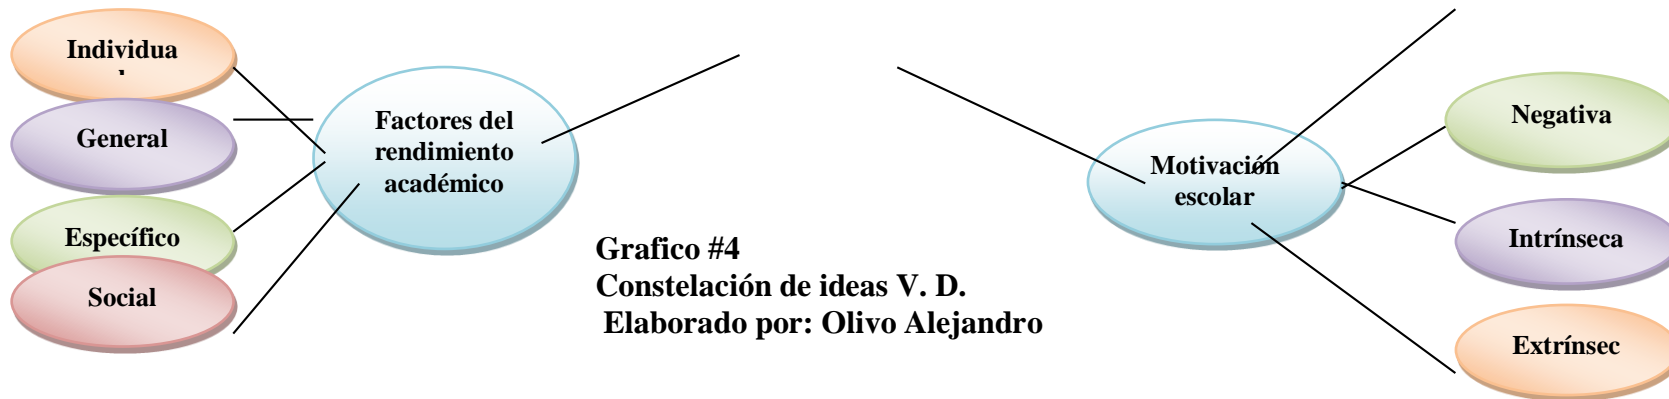 Individua
General
Específico
Social
Factores del
rendimiento
académico
Grafico #4
Constelación de ideas V. D.
Elaborado por: Olivo Alejandro
Motivación
escolar
Negativa
Intrínseca
Extrínsec